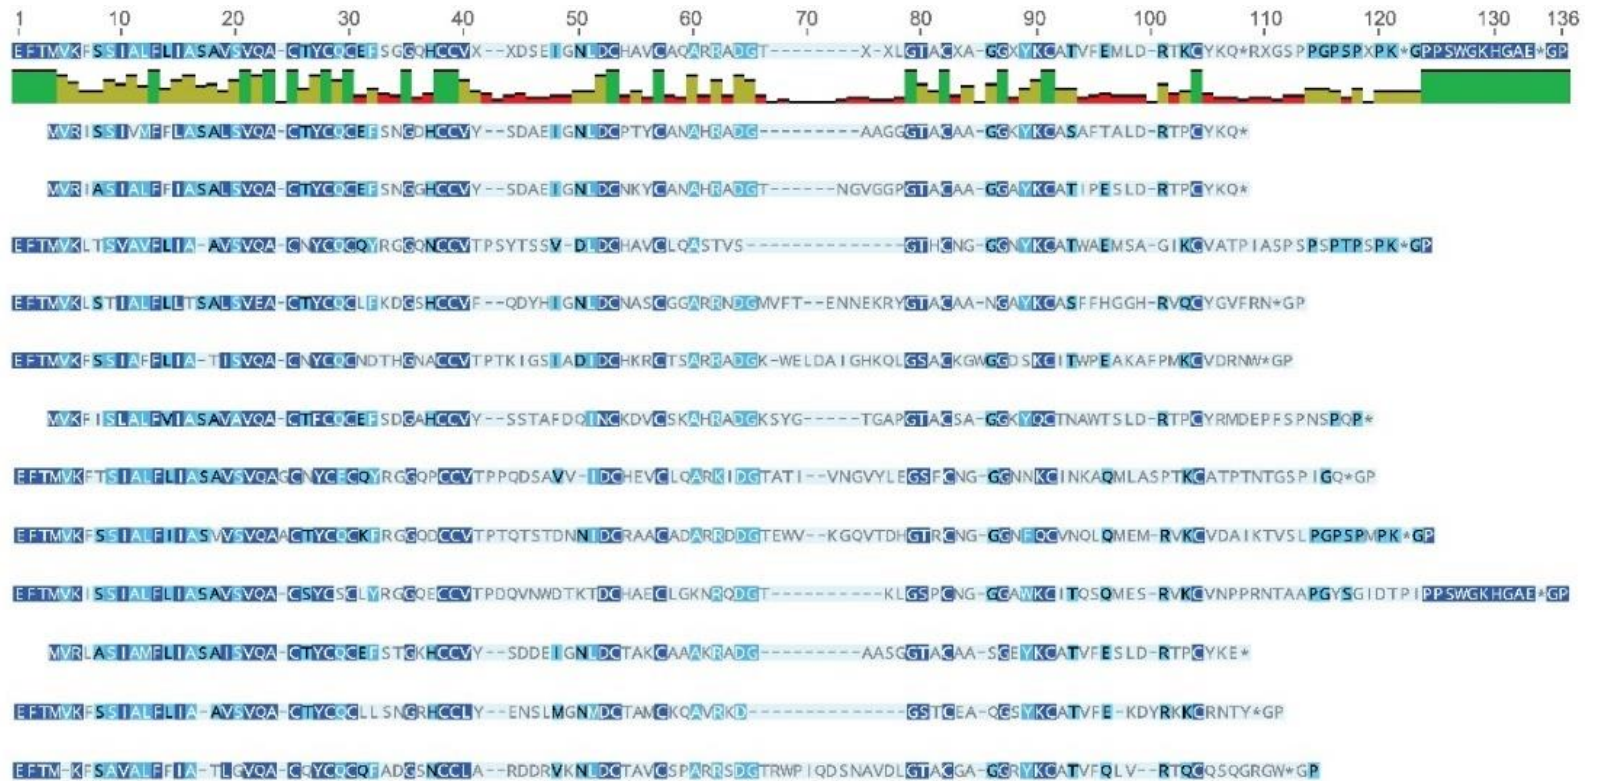 1 10 20 30 40 50 60 70 80 90 100 110 120 130 136
EFTMVKFSSIALFLIASAVSVQA-CTYCQCEFSGGQHCCVX--XDSEIGNLDCHAVCAQARRADGT--------X-XLGTACXA-GGXYKCATVFEMLD-RTKCYKQ*RXGSPPGPSPXPK*GPPSWGKHGAE*GP
MVRISSIVMFFLASALSVQA-CTYCQCEFSNGDHCCVY--SDAEIGNLDCPTYCANAHRADG---------AAGGGTACAA-GGKYKCASAFTALD-RTPCYKQ*
MVRIASIALFFIASALSVQA-CTYCQCEFSNGGHCCVY--SDAEIGNLDCNKYCANAHRADGT-------NGVGGPGTACAA-GGAYKCATIPESLD-RTPCYKQ*
EFTMVKLTSVAVFLIA-AVSVQA-CNYCQCQYRGGQNCCVTPSYTSSV-DLDCHAVCLQASTVS--------------GTHCNG-GGNYKCATWAEMSA-GIKCVATPIASPSPSPTPSPK*GP
EFTMVKLSTIALFLLTSALSVEA-CTYCQCLFKDGSHCCVF--QDYHIGNLDCNASCGGARRNDGMVFT--ENNEKRYGTACAA-NGAYKCASFFHGGH-RVQCYGVFRN*GP
EFTMVKFSSIAFFLIA-TISVQA-CNYCQCNDTHGNACCVTPTKIGSIADIDCHKRCTSARRADGK-WELDAIGHKQLGSACKGWGGDSKCITWPEAKAFPMKCVDRNW*GP
MVKFISLALFVIASAVAVQA-CTFCQCEFSDGAHCCVY--SSTAFDQINCKDVCSKAHRADGKSYG-----TGAPGTACSA-GGKYQCTNAWTSLD-RTPCYRMDEPFSPNSPQP*
EFTMVKFTSIALFLIASAVSVQAGCNYCFCQYRGGQPCCVTPPQDSAVV-IDCHEVCLQARKIDGTATI--VNGVYLEGSFCNG-GGNNKCINKAQMLASPTKCATPTNTGSPIGQ*GP
EFTMVKFSSIALFIIASVVSVQAACTYCQCKFRGGQDCCVTPTQTSTDNNIDCRAACADARRDDGTEWV--KGQVTDHGTRCNG-GGNFQCVNQLQMEM-RVKCVDAIKTVSLPGPSPMPK*GP
EFTMVKISSIALFLIASAVSVQA-CSYCSCLYRGGQECCVTPDQVNWDTKTDCHAECLGKNRQDGT----------KLGSPCNG-GGAWKCITQSQMES-RVKCVNPPRNTAAPGYSGIDTPIPPSWGKHGAE*GP
MVRLASIAMFLIASAISVQA-CTYCQCEFSTGKHCCVY--SDDEIGNLDCTAKCAAAKRADG---------AASGGTACAA-SGEYKCATVFESLD-RTPCYKE*
EFTMVKFSSIALFLIA-AVSVQA-CTYCQCLLSNGRHCCLY--ENSLMGNMDCTAMCKQAVRKD--------------GSTCEA-QGSYKCATVFE-KDYRKKCRNTY*GP
EFTM-KFSAVALFFIA-TLGVQA-CQYCQCQFADGSNCCLA--RDDRVKNLDCTAVCSPARRSDGTRWPIQDSNAVDLGTACGA-GGRYKCATVFQLV--RTQCQSQGRGW*GP